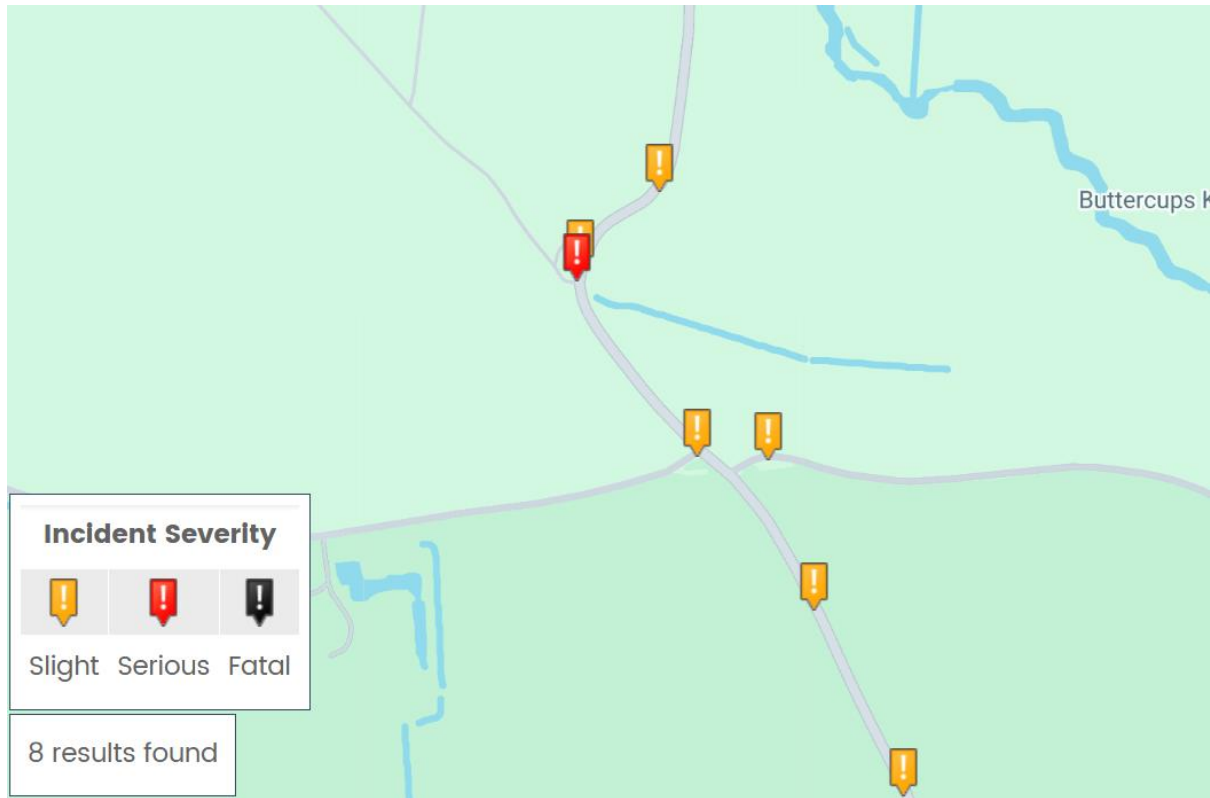 Buttercups K
Incident Severity
Slight Serious Fatal
8 results found